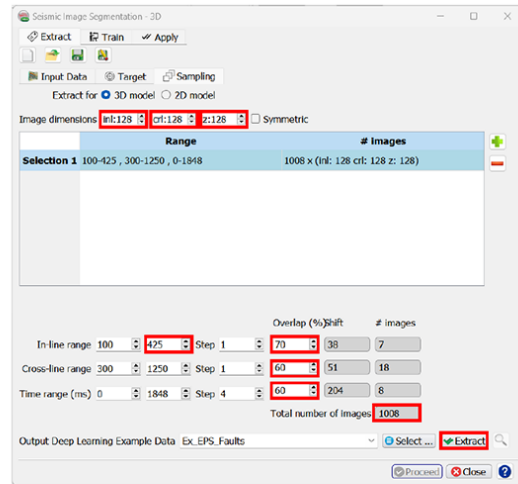 Seismic Image Segmentation - 3D
Extract Train Apply
Input Data Target Sampling
Extract for 3D model 2D model
Image dimensions inl:128 crl:128 z:128 Symmetric
Range # Images
Selection 1 100-425 , 300-1250 , 0-1848 1008 x (inl: 128 crl: 128 z: 128)
Overlap (%) Shift # images
In-line range 100 425 Step 1 70 38 7
Cross-line range 300 1250 Step 1 60 51 18
Time range (ms) 0 1848 Step 4 60 204 8
Total number of images 1008
Output Deep Learning Example Data Ex_EPS_Faults Select ... Extract
Proceed Close ?